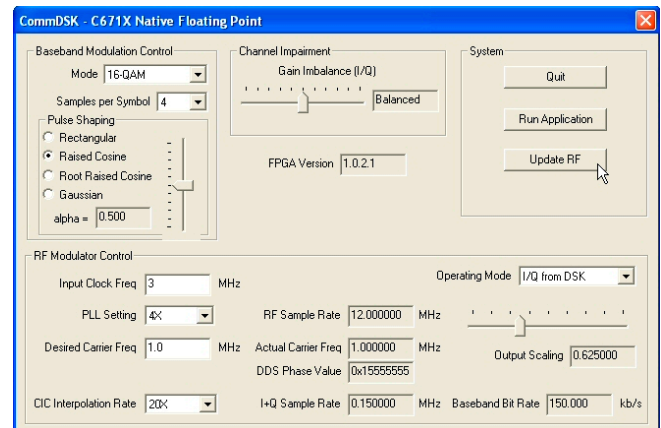 CommDSK - C671X Native Floating Point
Baseband Modulation Control
Mode 16-QAM
Samples per Symbol 4
Pulse Shaping
Rectangular
Raised Cosine
Root Raised Cosine
Gaussian
alpha = 0.500
Channel Impairment
Gain Imbalance (I/Q)
Balanced
FPGA Version 1.0.2.1
System
Quit
Run Application
Update RF
RF Modulator Control
Operating Mode I/Q from DSK
Input Clock Freq 3 MHz
PLL Setting 4X RF Sample Rate 12.000000 MHz
Desired Carrier Freq 1.0 MHz Actual Carrier Freq 1.000000 MHz
Output Scaling 0.625000
DDS Phase Value 0x15555555
CIC Interpolation Rate 20X I+Q Sample Rate 0.150000 MHz Baseband Bit Rate 150.000 kb/s